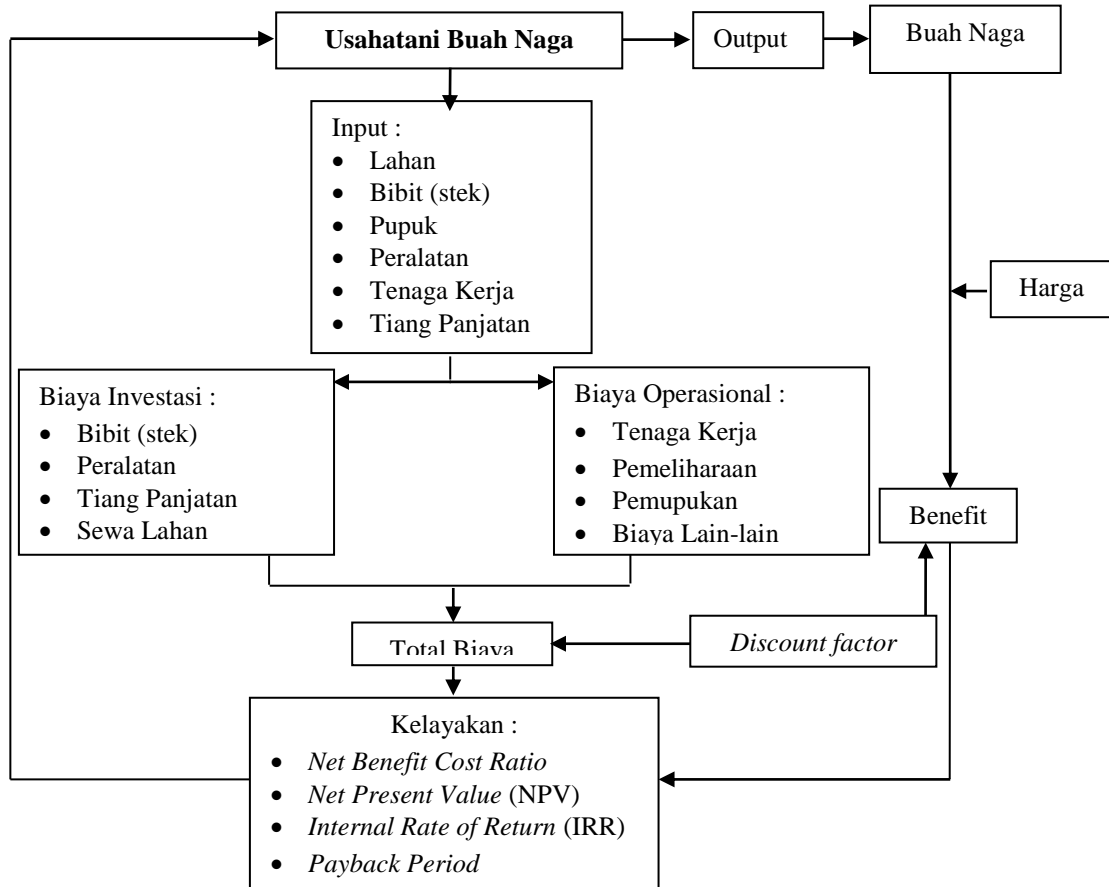 Usahatani Buah Naga
Output
Buah Naga
Input :
• Lahan
• Bibit (stek)
• Pupuk
• Peralatan
• Tenaga Kerja
• Tiang Panjatan
Harga
Biaya Investasi :
• Bibit (stek)
• Peralatan
• Tiang Panjatan
• Sewa Lahan
Biaya Operasional :
• Tenaga Kerja
• Pemeliharaan
• Pemupukan
• Biaya Lain-lain
Benefit
Total Biaya
Discount factor
Kelayakan :
• Net Benefit Cost Ratio
• Net Present Value (NPV)
• Internal Rate of Return (IRR)
• Payback Period